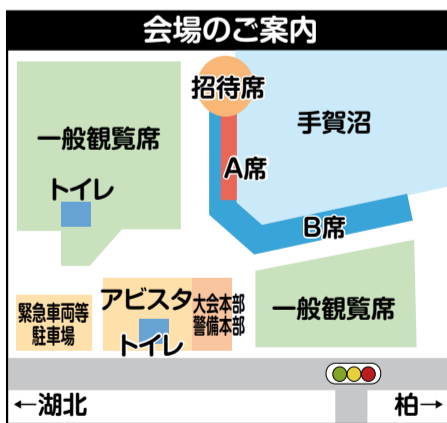 会場のご案内
招待席
手賀沼
一般観覧席
A席
トイレ
B席
緊急車両等
駐車場
アビスタ
トイレ
大会本部
警備本部
一般観覧席
←湖北
柏→